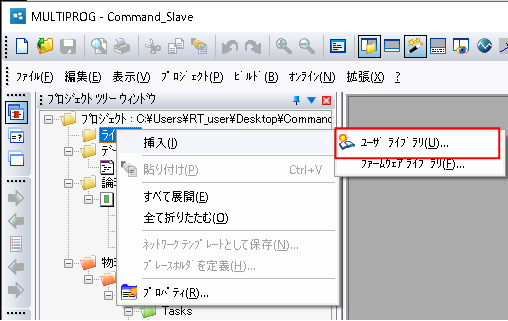 MULTIPROG - Command_Slave
ファイル(F) 編集(E) 表示(V) プロジェクト(P) ビルド(B) オンライン(N) 拡張(X) ?
プロジェクト ツリー ウィンドウ
プロジェクト : C:¥Users¥RT_user¥Desktop¥Command
ライ
挿入(I)
ユーザ ライブラリ(U)...
デー
貼り付け(P) Ctrl+V
ファームウェア ライブラリ(F)...
論理
すべて展開(E)
全て折りたたむ(O)
ネットワーク テンプレートとして保存(N)...
物理
プレースホルダを定義(H)...
プロパティ(R)...
Tasks